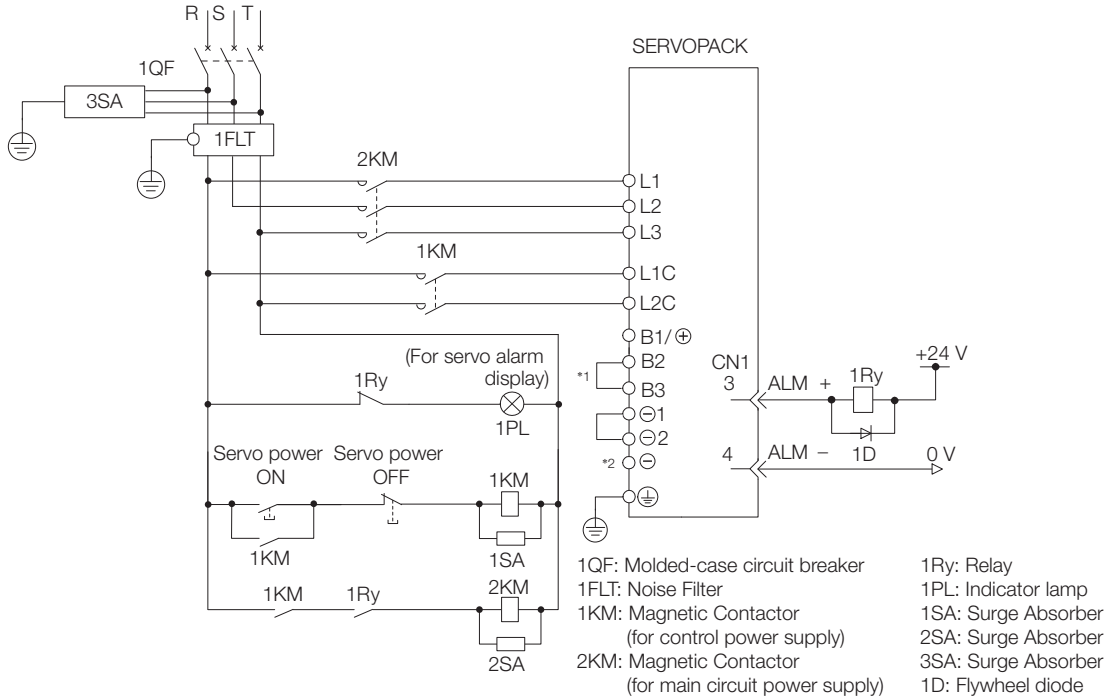 R S T
SERVOPACK
1QF
3SA
1FLT
2KM
L1
L2
L3
1KM
L1C
L2C
B1/⊕
(For servo alarm
display)
B2
CN1
+24 V
*1
1Ry
B3
3
ALM +
1Ry
1PL
⊖1
⊖2
1D
Servo power
ON
Servo power
OFF
*2
⊖
4
ALM −
0 V
1KM
1KM
1SA
1KM
1Ry
2KM
2SA
1QF: Molded-case circuit breaker
1FLT: Noise Filter
1KM: Magnetic Contactor
(for control power supply)
2KM: Magnetic Contactor
(for main circuit power supply)
1Ry: Relay
1PL: Indicator lamp
1SA: Surge Absorber
2SA: Surge Absorber
3SA: Surge Absorber
1D: Flywheel diode